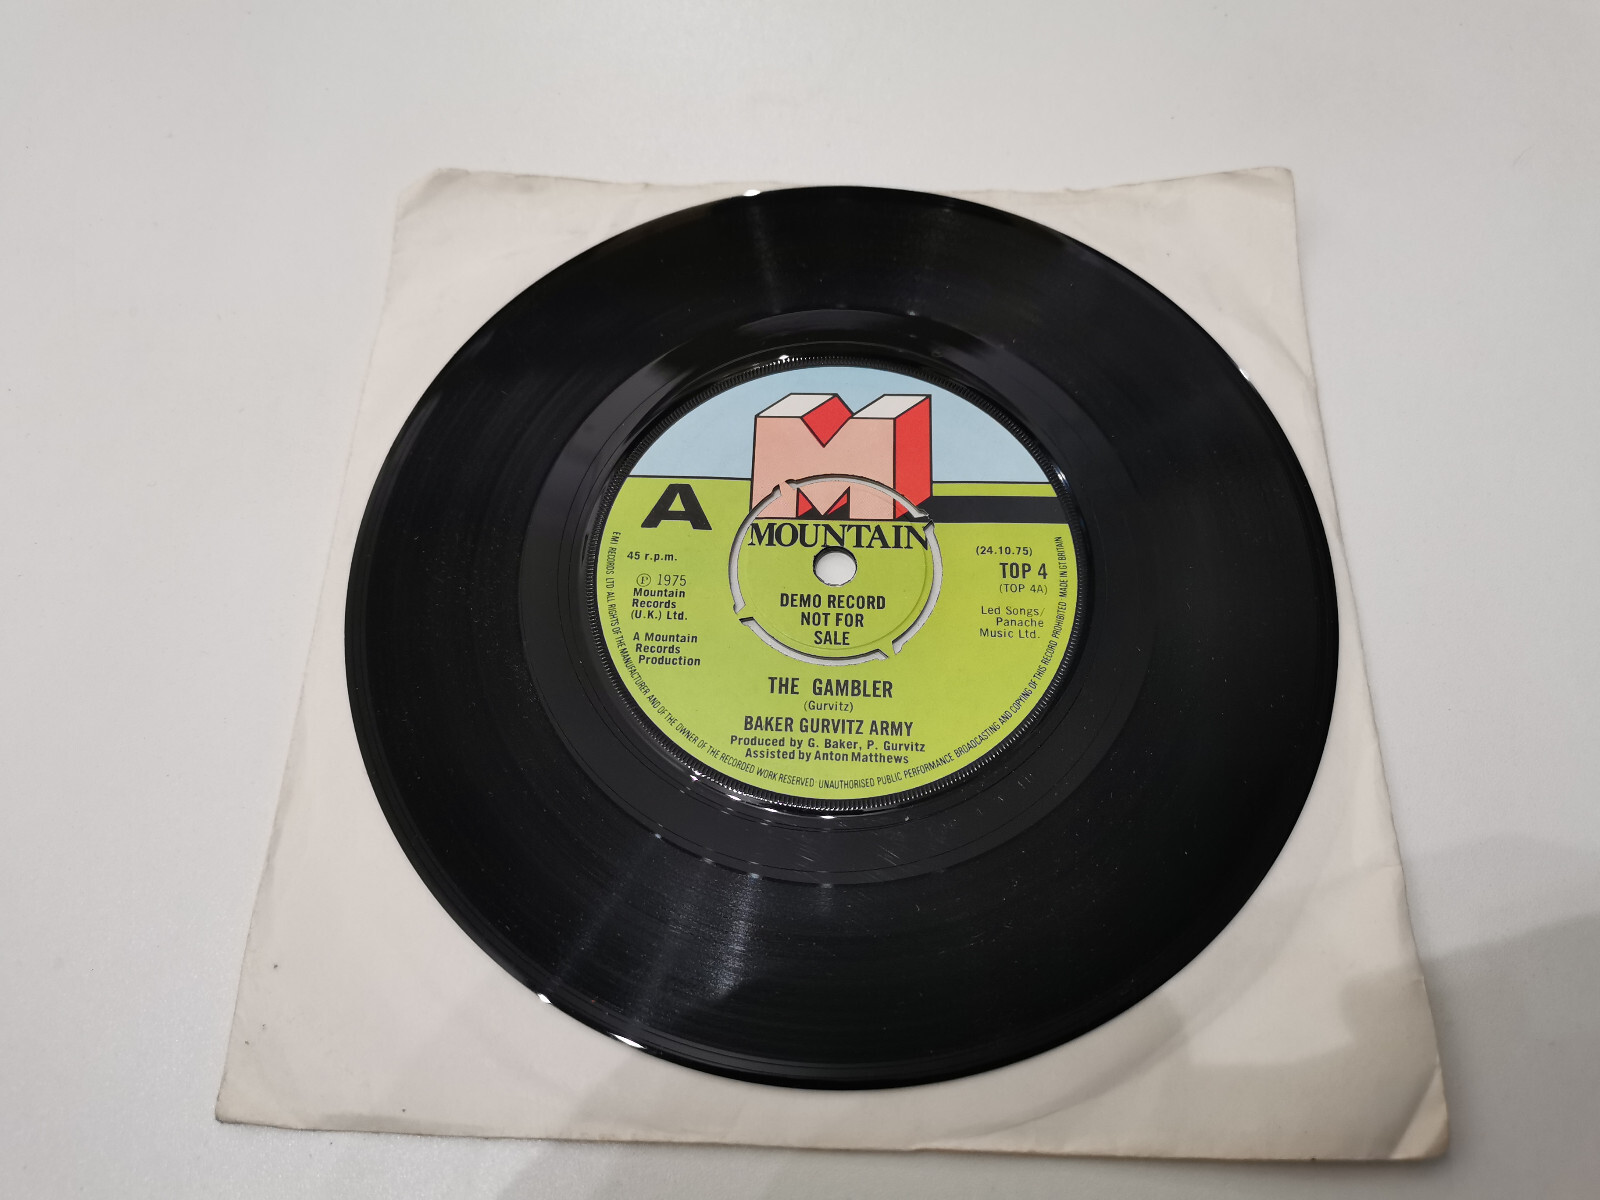 A
MOUNTAIN
45 r.p.m.
Ⓟ 1975
Mountain
Records
(U.K.) Ltd.
A Mountain
Records
Production
DEMO RECORD
NOT FOR
SALE
(24.10.75)
TOP 4
(TOP 4A)
Led Songs/
Panache
Music Ltd.
THE GAMBLER
(Gurvitz)
BAKER GURVITZ ARMY
Produced by G. Baker, P. Gurvitz
Assisted by Anton Matthews
EMI RECORDS LTD ALL RIGHTS OF THE MANUFACTURER AND OF THE OWNER OF THE RECORDED WORK RESERVED · UNAUTHORISED PUBLIC PERFORMANCE BROADCASTING AND COPYING OF THIS RECORD PROHIBITED · MADE IN GT BRITAIN